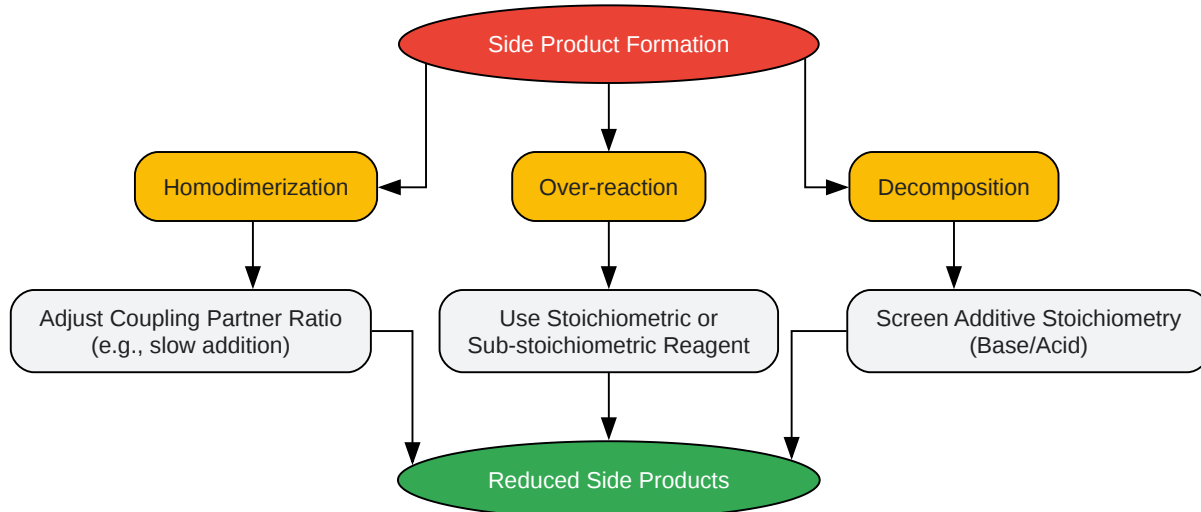 Side Product Formation
Homodimerization
Over-reaction
Decomposition
Adjust Coupling Partner Ratio
(e.g., slow addition)
Use Stoichiometric or
Sub-stoichiometric Reagent
Screen Additive Stoichiometry
(Base/Acid)
Reduced Side Products